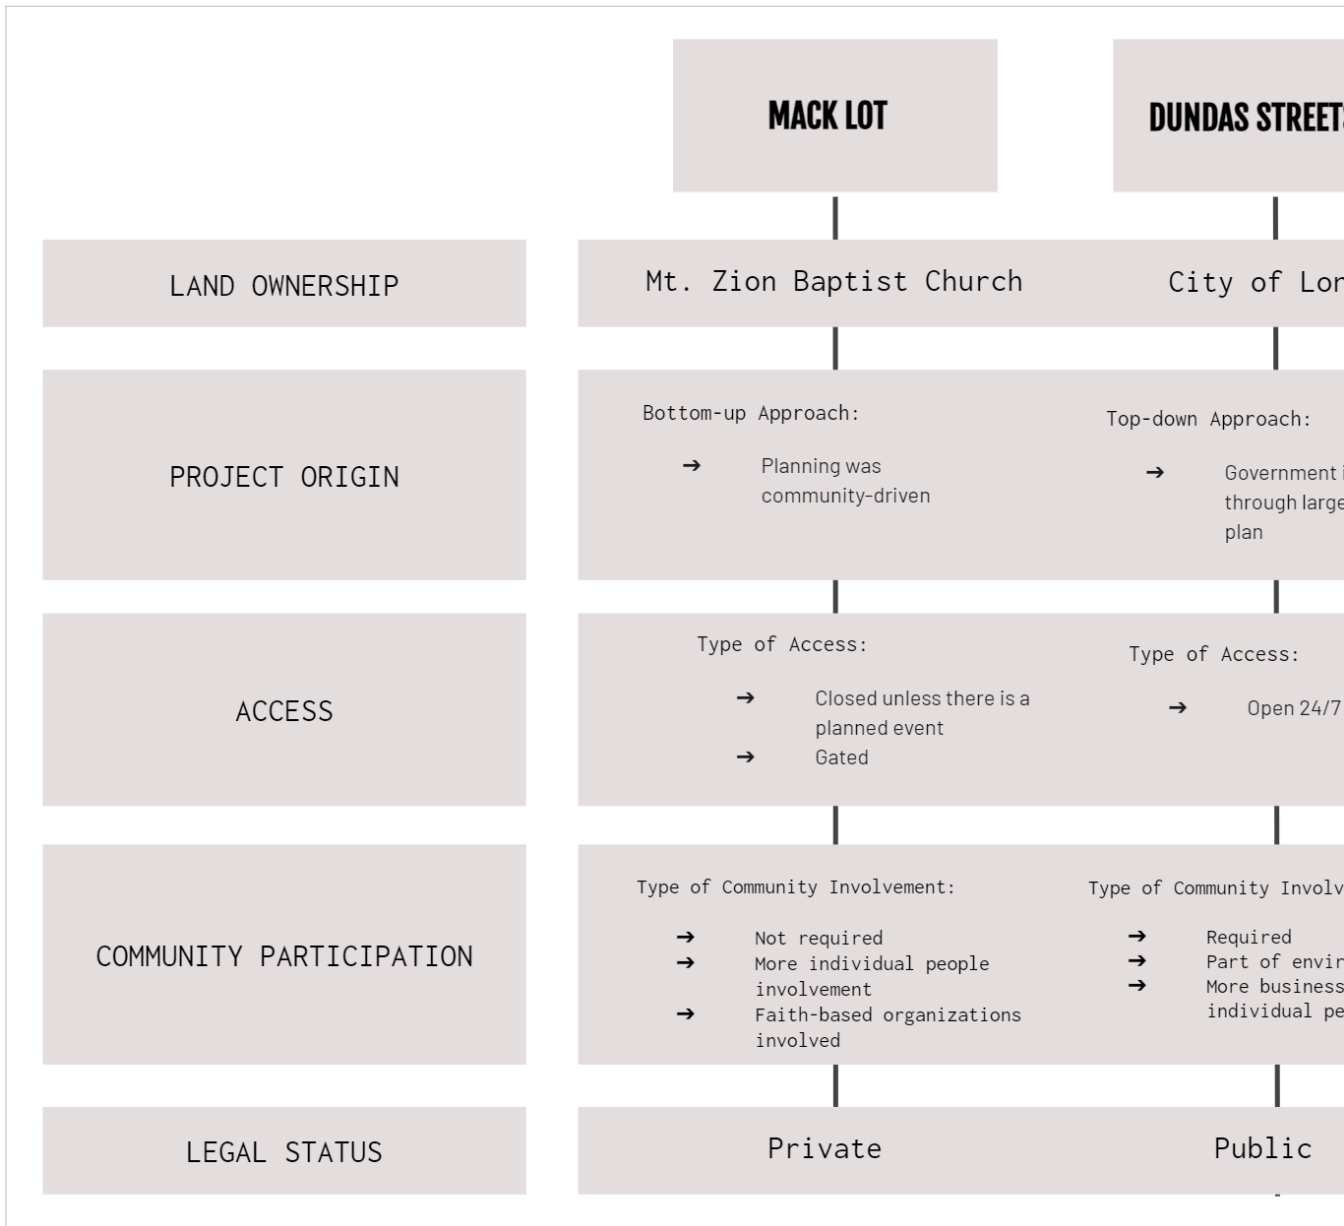 MACK LOT
DUNDAS STREET
LAND OWNERSHIP
Mt. Zion Baptist Church
City of
PROJECT ORIGIN
Bottom-up Approach:
➔ Planning was
community-driven
Top-down Approach:
➔ Government
through large
plan
ACCESS
Type of Access:
➔ Closed unless there is a
planned event
➔ Gated
Type of Access:
➔ Open 24/7
COMMUNITY PARTICIPATION
Type of Community Involvement:
➔ Not required
➔ More individual people
involvement
➔ Faith-based organizations
involved
Type of Community
➔ Required
➔ Part of
➔ More business
individual
LEGAL STATUS
Private
Public